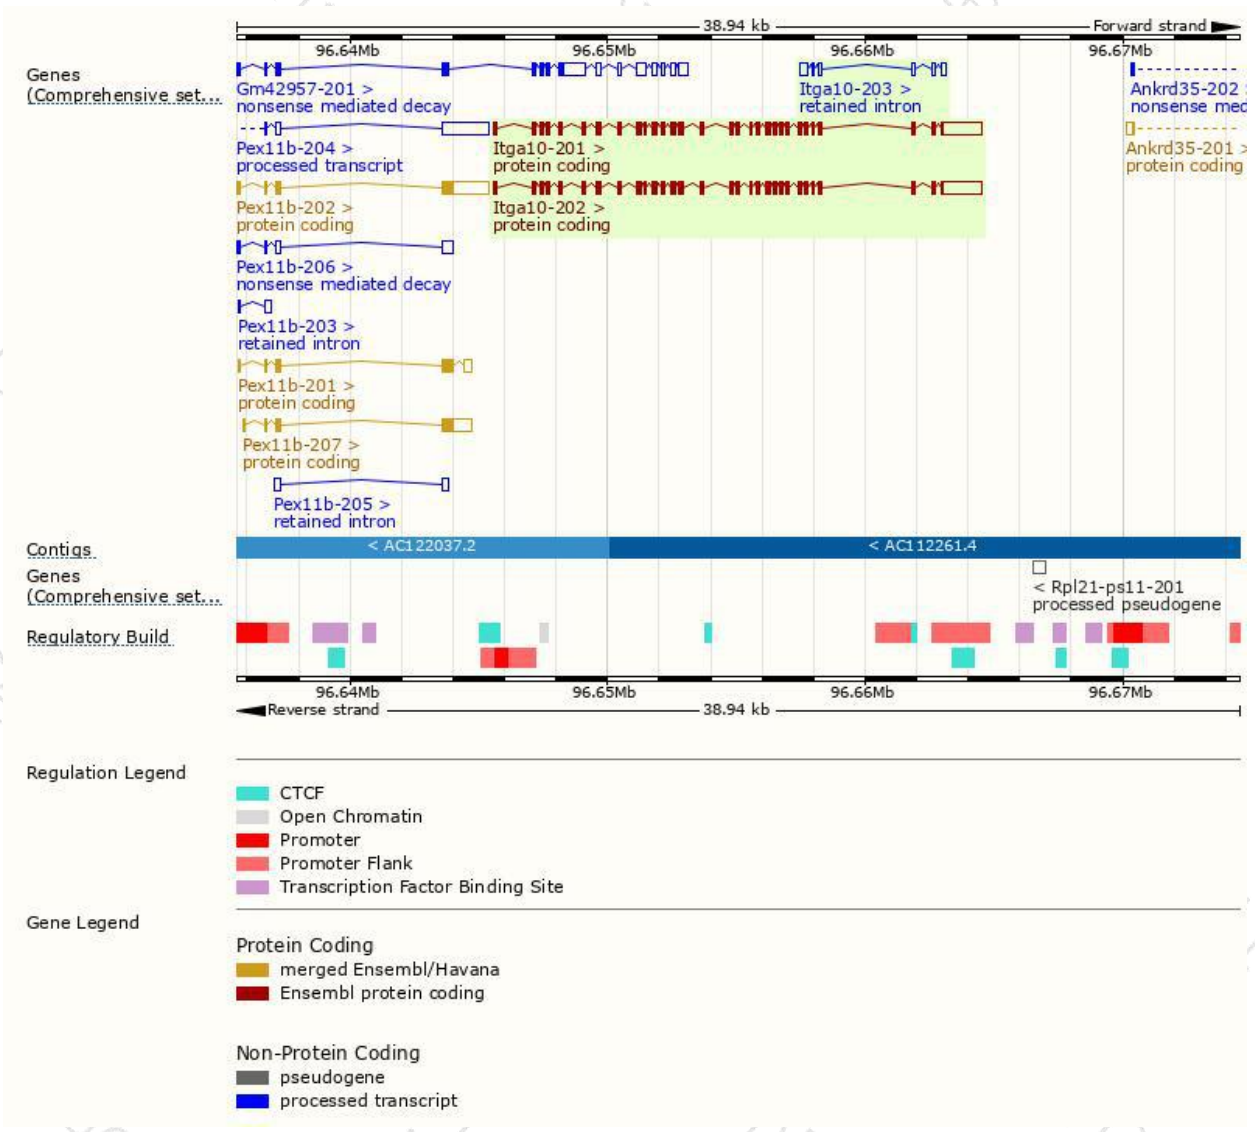 38.94 kb Forward strand
96.64Mb 96.65Mb 96.66Mb 96.67Mb
Genes
(Comprehensive set...
Gm42957-201 > Itga10-203 > Ankrd35-202
nonsense mediated decay retained intron nonsense med
Pex11b-204 > Itga10-201 > Ankrd35-201 >
processed transcript protein coding protein coding
Pex11b-202 > Itga10-202 >
protein coding protein coding
Pex11b-206 >
nonsense mediated decay
Pex11b-203 >
retained intron
Pex11b-201 >
protein coding
Pex11b-207 >
protein coding
Pex11b-205 >
retained intron
Contigs < AC122037.2 < AC112261.4
Genes
(Comprehensive set...
< Rpl21-ps11-201
processed pseudogene
Regulatory Build
96.64Mb 96.65Mb 96.66Mb 96.67Mb
Reverse strand 38.94 kb
Regulation Legend
CTCF
Open Chromatin
Promoter
Promoter Flank
Transcription Factor Binding Site
Gene Legend
Protein Coding
merged Ensembl/Havana
Ensembl protein coding
Non-Protein Coding
pseudogene
processed transcript